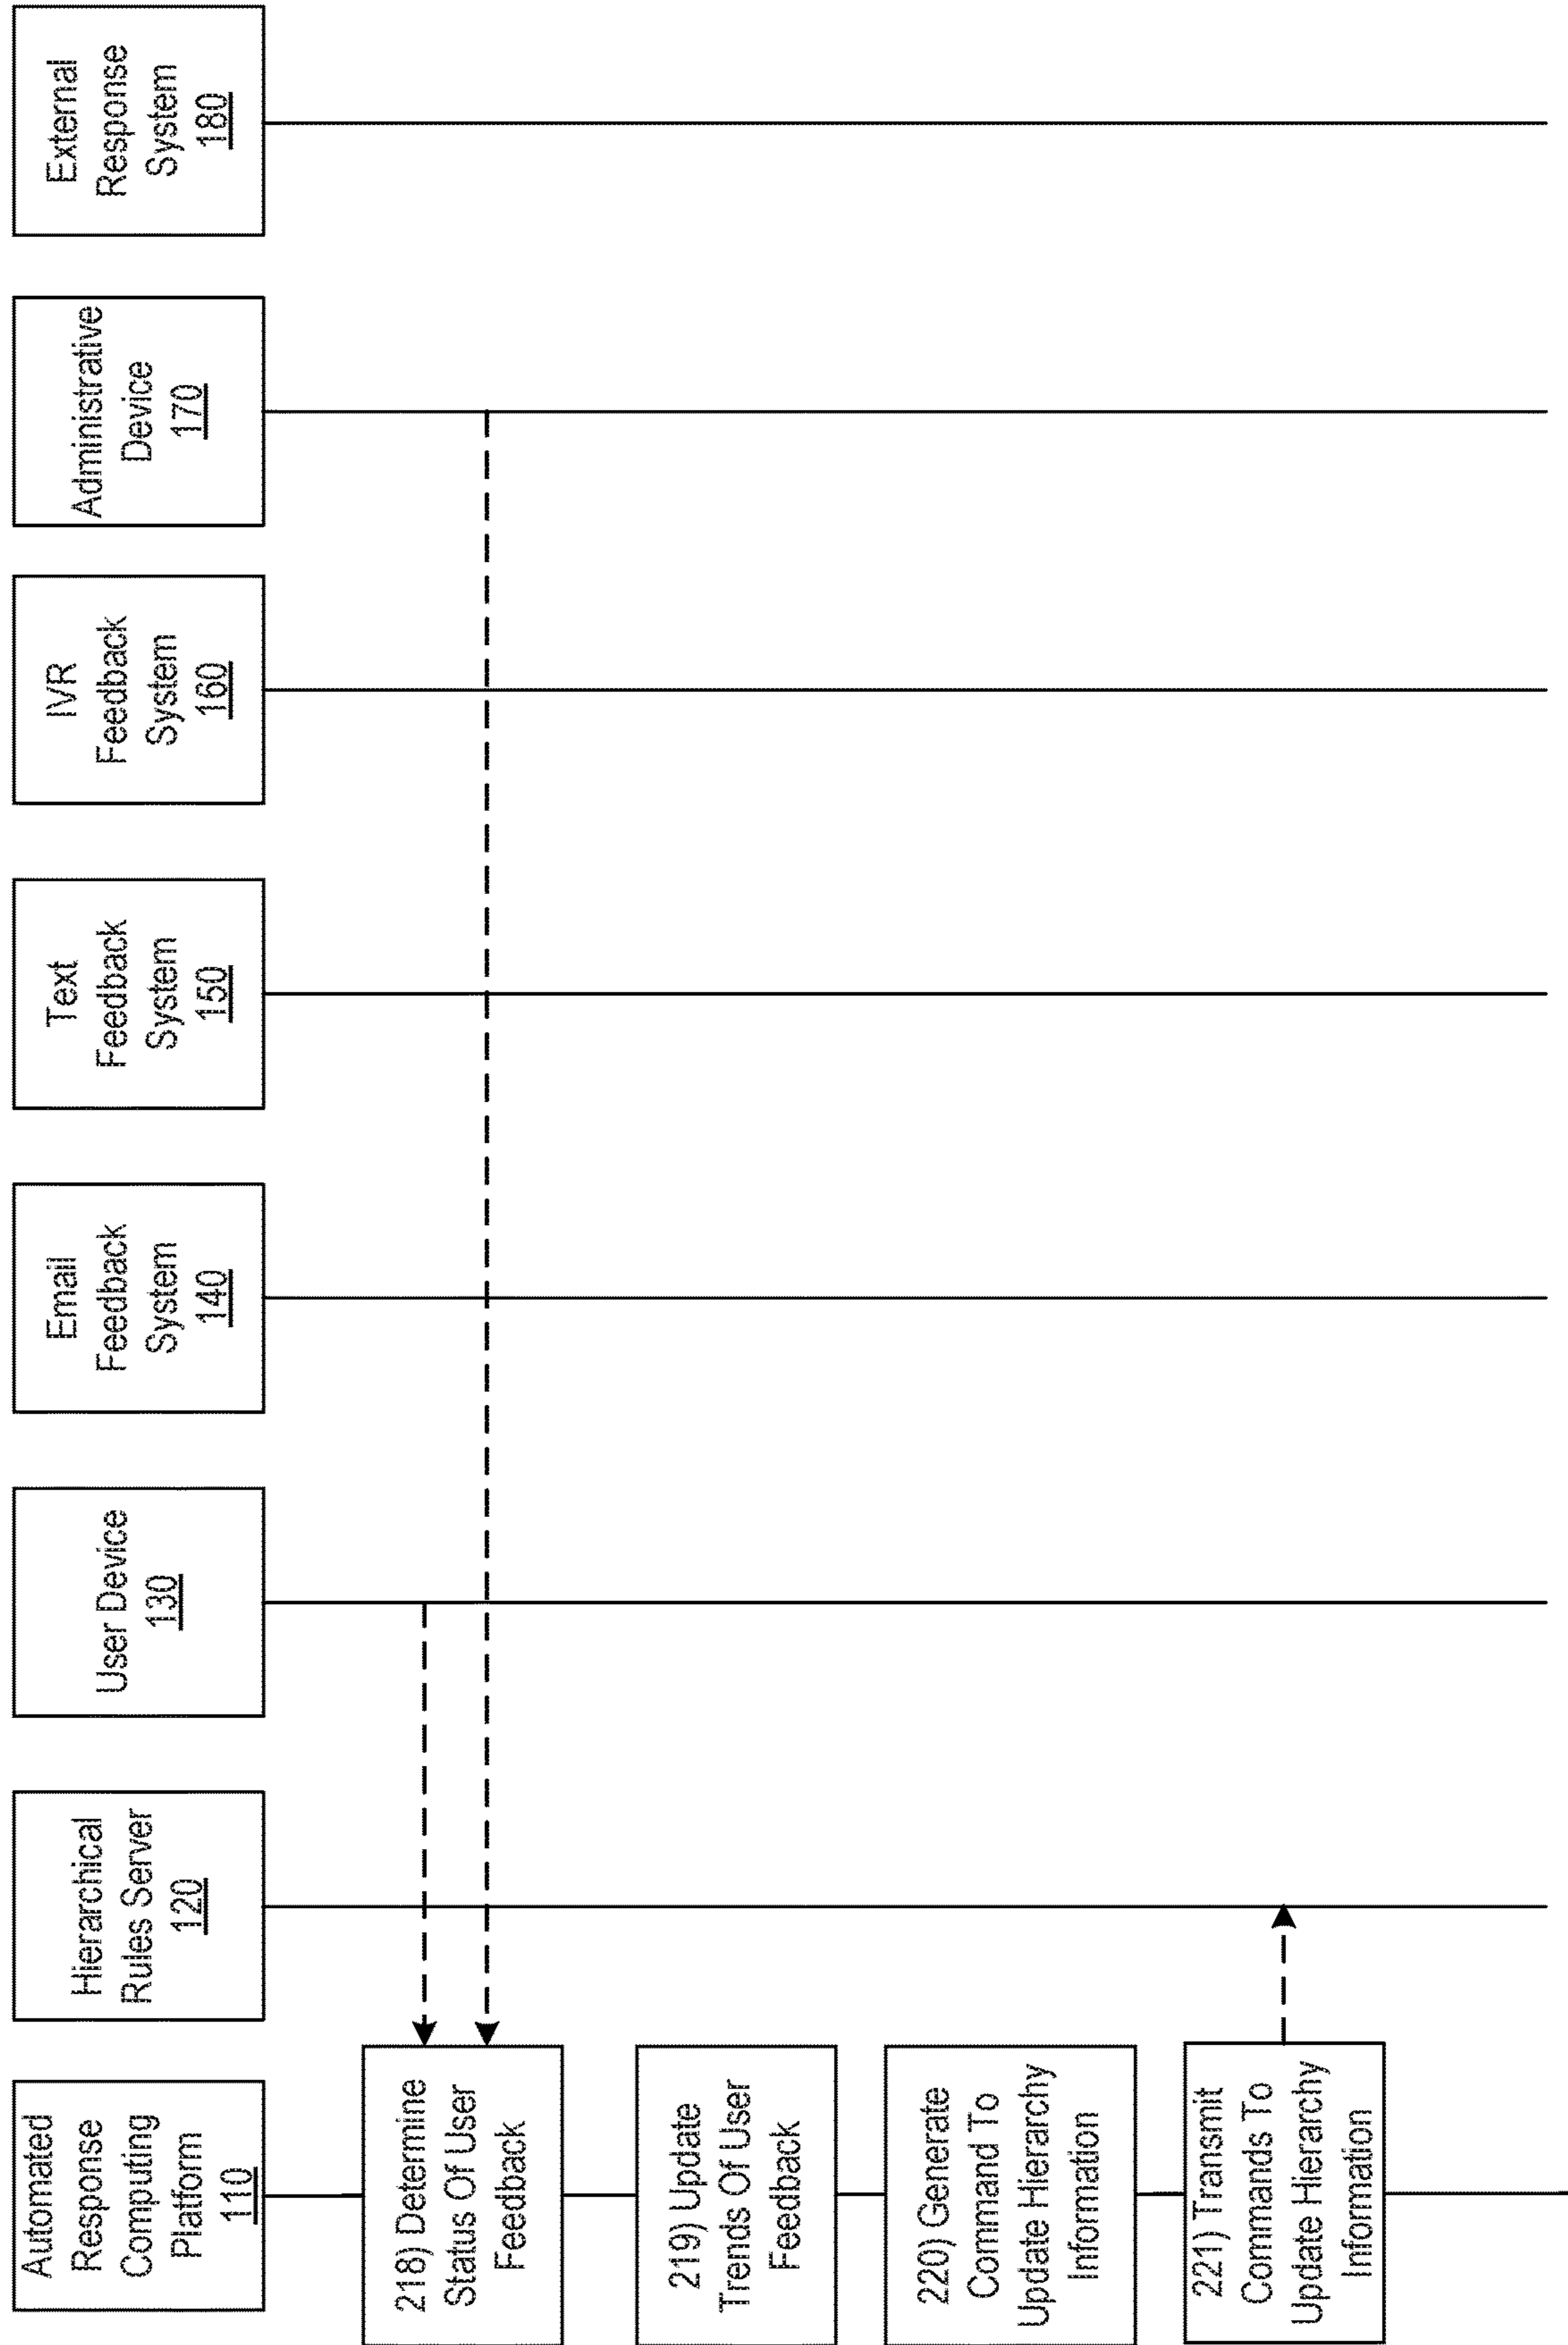 Automated
Response
Computing
Platform
110
Hierarchical
Rules Server
120
User Device
130
Email
Feedback
System
140
Text
Feedback
System
150
IVR
Feedback
System
160
Administrative
Device
170
External
Response
System
180
218) Determine
Status Of User
Feedback
219) Update
Trends Of User
Feedback
220) Generate
Command To
Update Hierarchy
Information
221) Transmit
Commands To
Update Hierarchy
Information